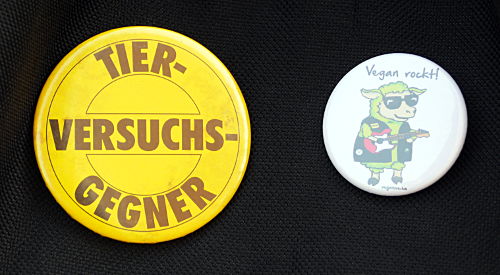 TIER-
VERSUCHS-
GEGNER
Vegan rockt!